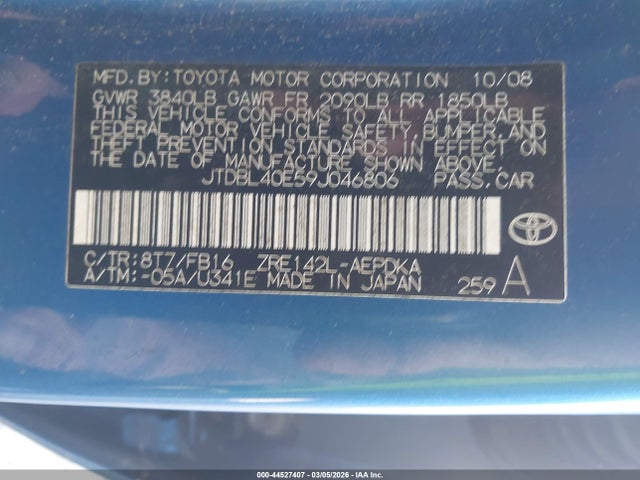 MFD. BY: TOYOTA MOTOR CORPORATION 10/08
GVWR 3840LB GAWR FR 2090LB RR 1850LB
THIS VEHICLE CONFORMS TO ALL APPLICABLE
FEDERAL MOTOR VEHICLE SAFETY, BUMPER, AND
THEFT PREVENTION STANDARDS IN EFFECT ON
THE DATE OF MANUFACTURE SHOWN ABOVE.
JTDBL40E59J046806 PASS.CAR
C/TR:8T7/FB16 ZRE142L-AEPDKA
A/TM:-05A/U341E MADE IN JAPAN 259 A
TOYOTA
000-44527407 - 03/05/2026 - IAA Inc.